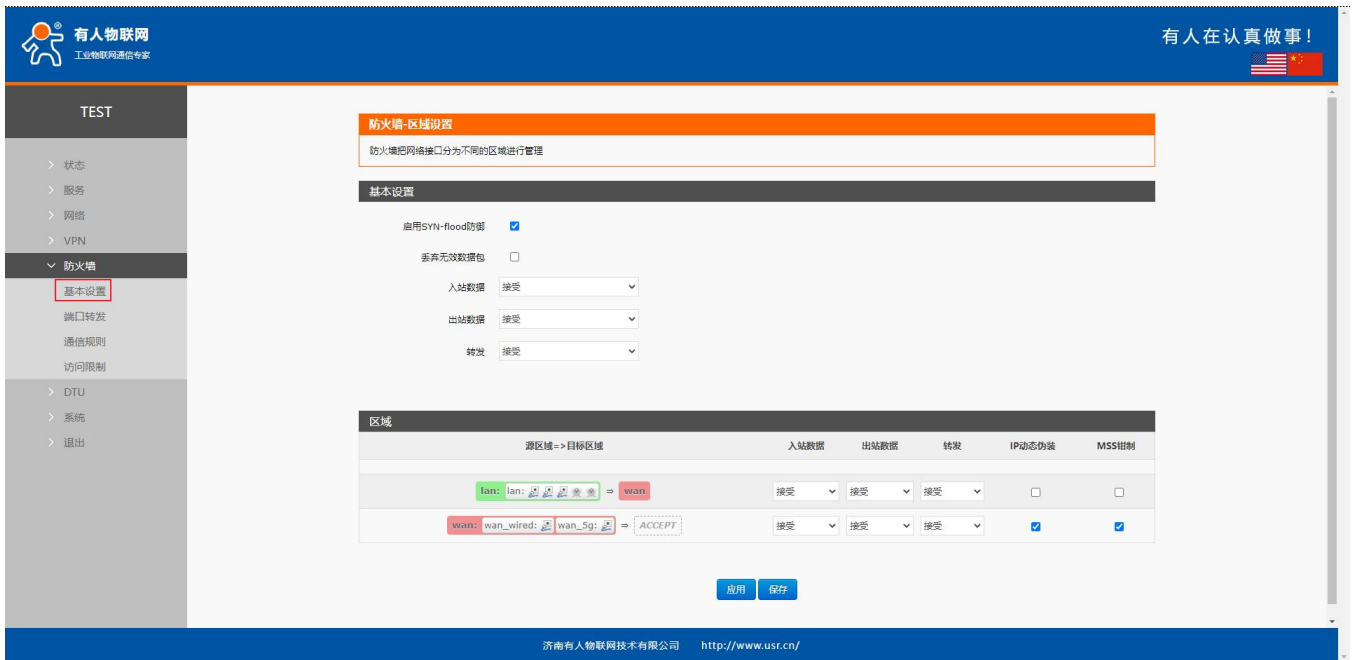 有人物联网
工业物联网通信专家
有人在认真做事!
TEST
状态
服务
网络
VPN
防火墙
基本设置
端口转发
通信规则
访问限制
DTU
系统
退出
防火墙-区域设置
防火墙把网络接口分为不同的区域进行管理
基本设置
启用SYN-flood防御
丢弃无效数据包
入站数据 接受
出站数据 接受
转发 接受
区域
源区域=>目标区域 入站数据 出站数据 转发 IP动态伪装 MSS钳制
lan: lan: ⇒ wan 接受 接受 接受
wan: wan_wired: wan_5g: ⇒ ACCEPT 接受 接受 接受
应用 保存
济南有人物联网技术有限公司 http://www.usr.cn/